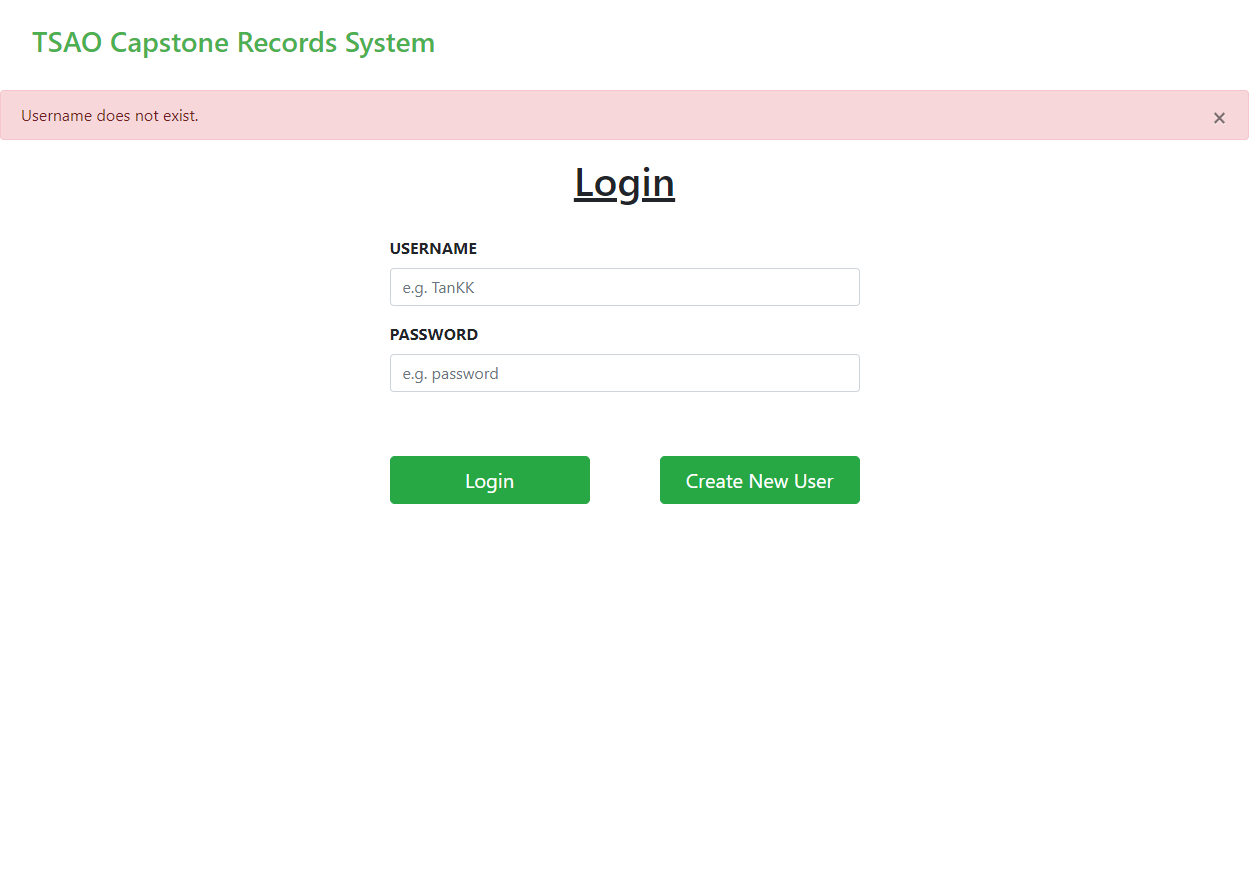 TSAO Capstone Records System
Username does not exist.
×
Login
USERNAME
e.g. TanKK
PASSWORD
e.g. password
Login
Create New User